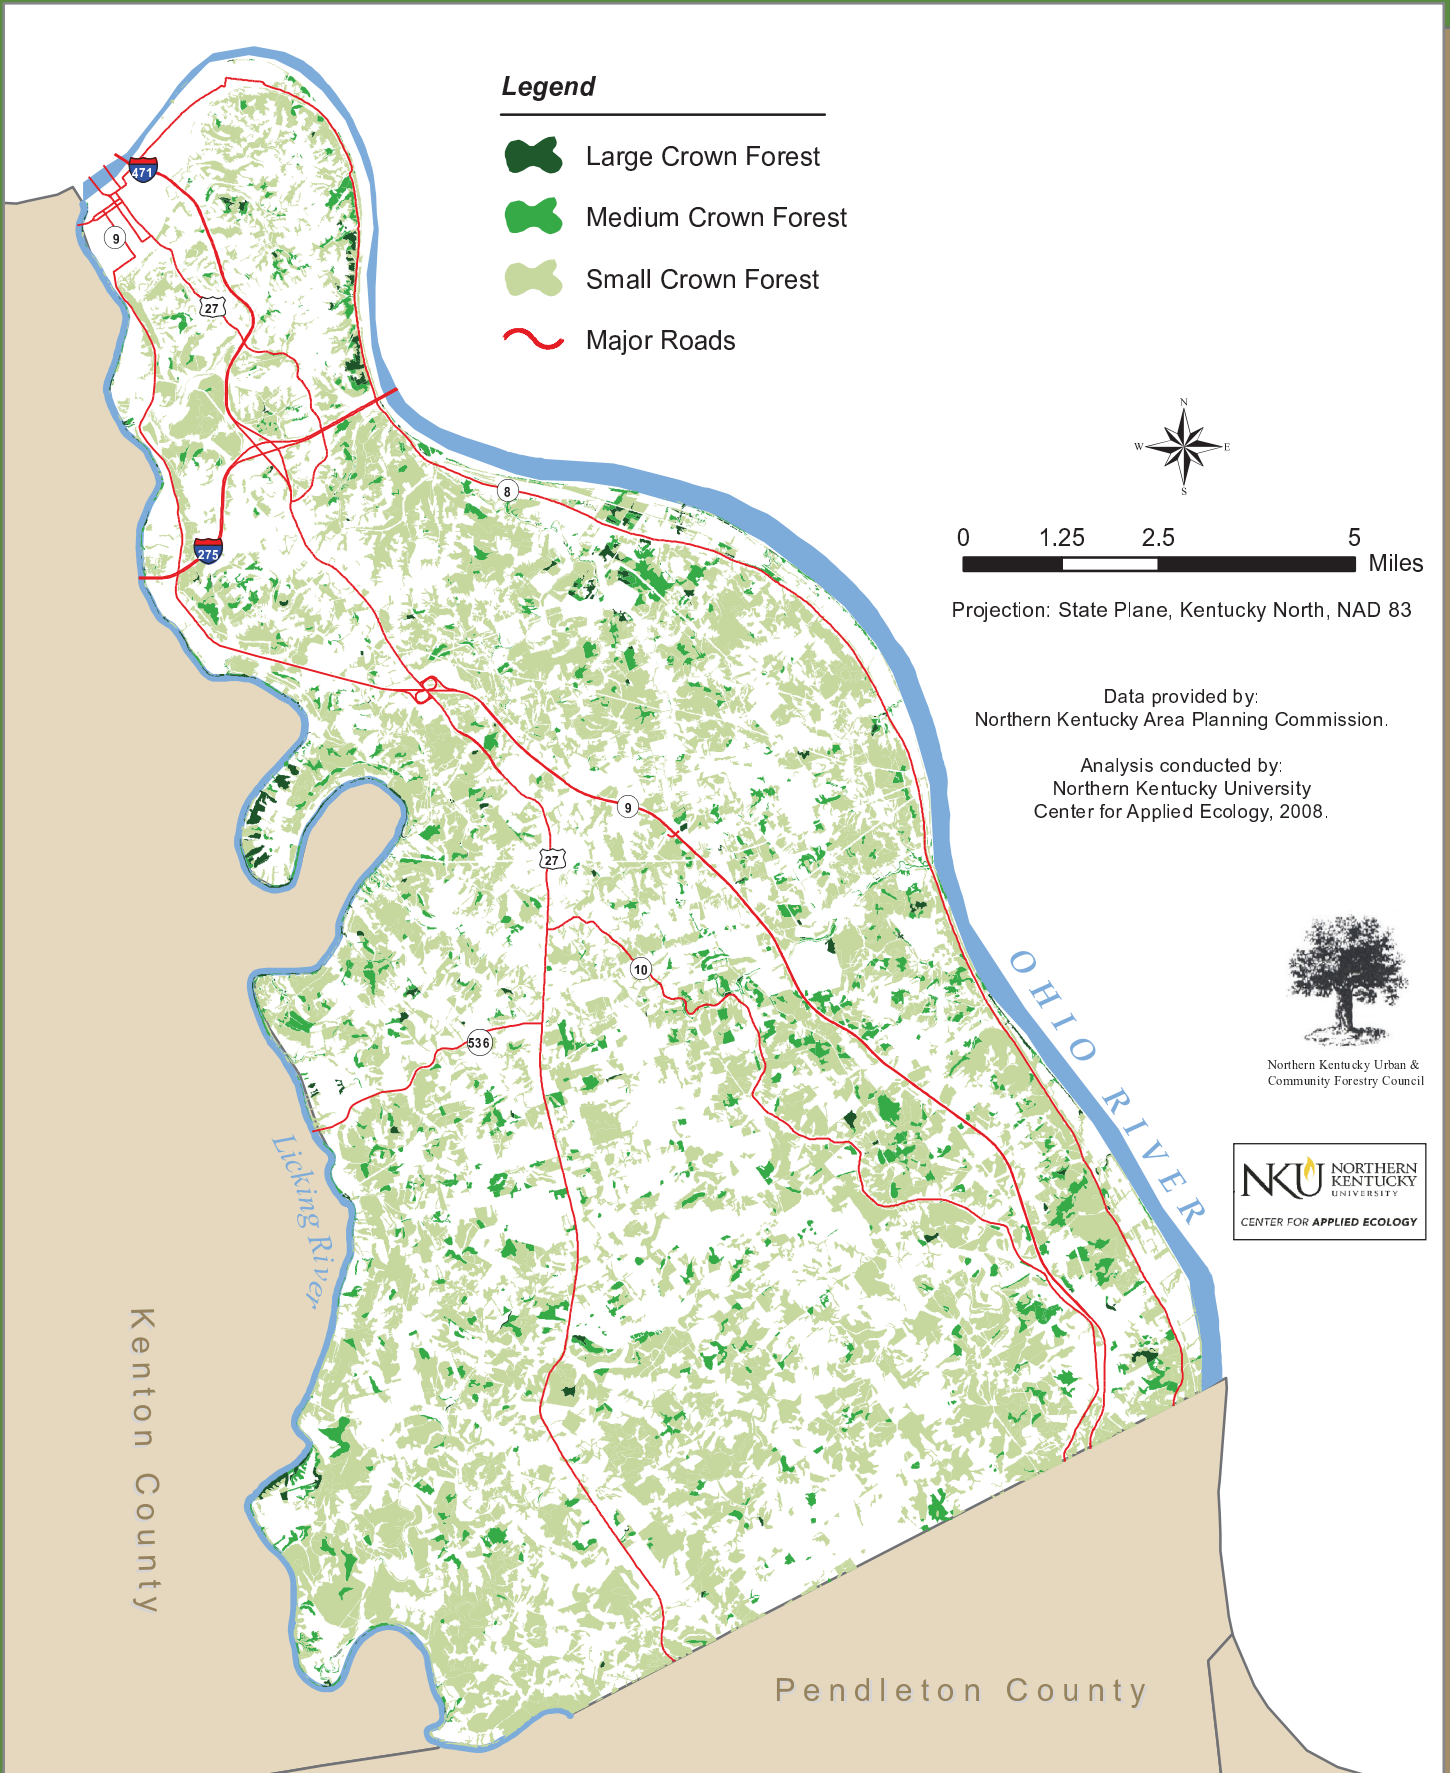 Legend
Large Crown Forest
Medium Crown Forest
Small Crown Forest
Major Roads
471
9
27
275
8
N
W E
S
0 1.25 2.5 5
Miles
Projection: State Plane, Kentucky North, NAD 83
Data provided by:
Northern Kentucky Area Planning Commission.
Analysis conducted by:
Northern Kentucky University
Center for Applied Ecology, 2008.
9
27
10
536
OHIO RIVER
Licking River
Northern Kentucky Urban &
Community Forestry Council
NKU NORTHERN
KENTUCKY
UNIVERSITY
CENTER FOR APPLIED ECOLOGY
Kenton County
Pendleton County